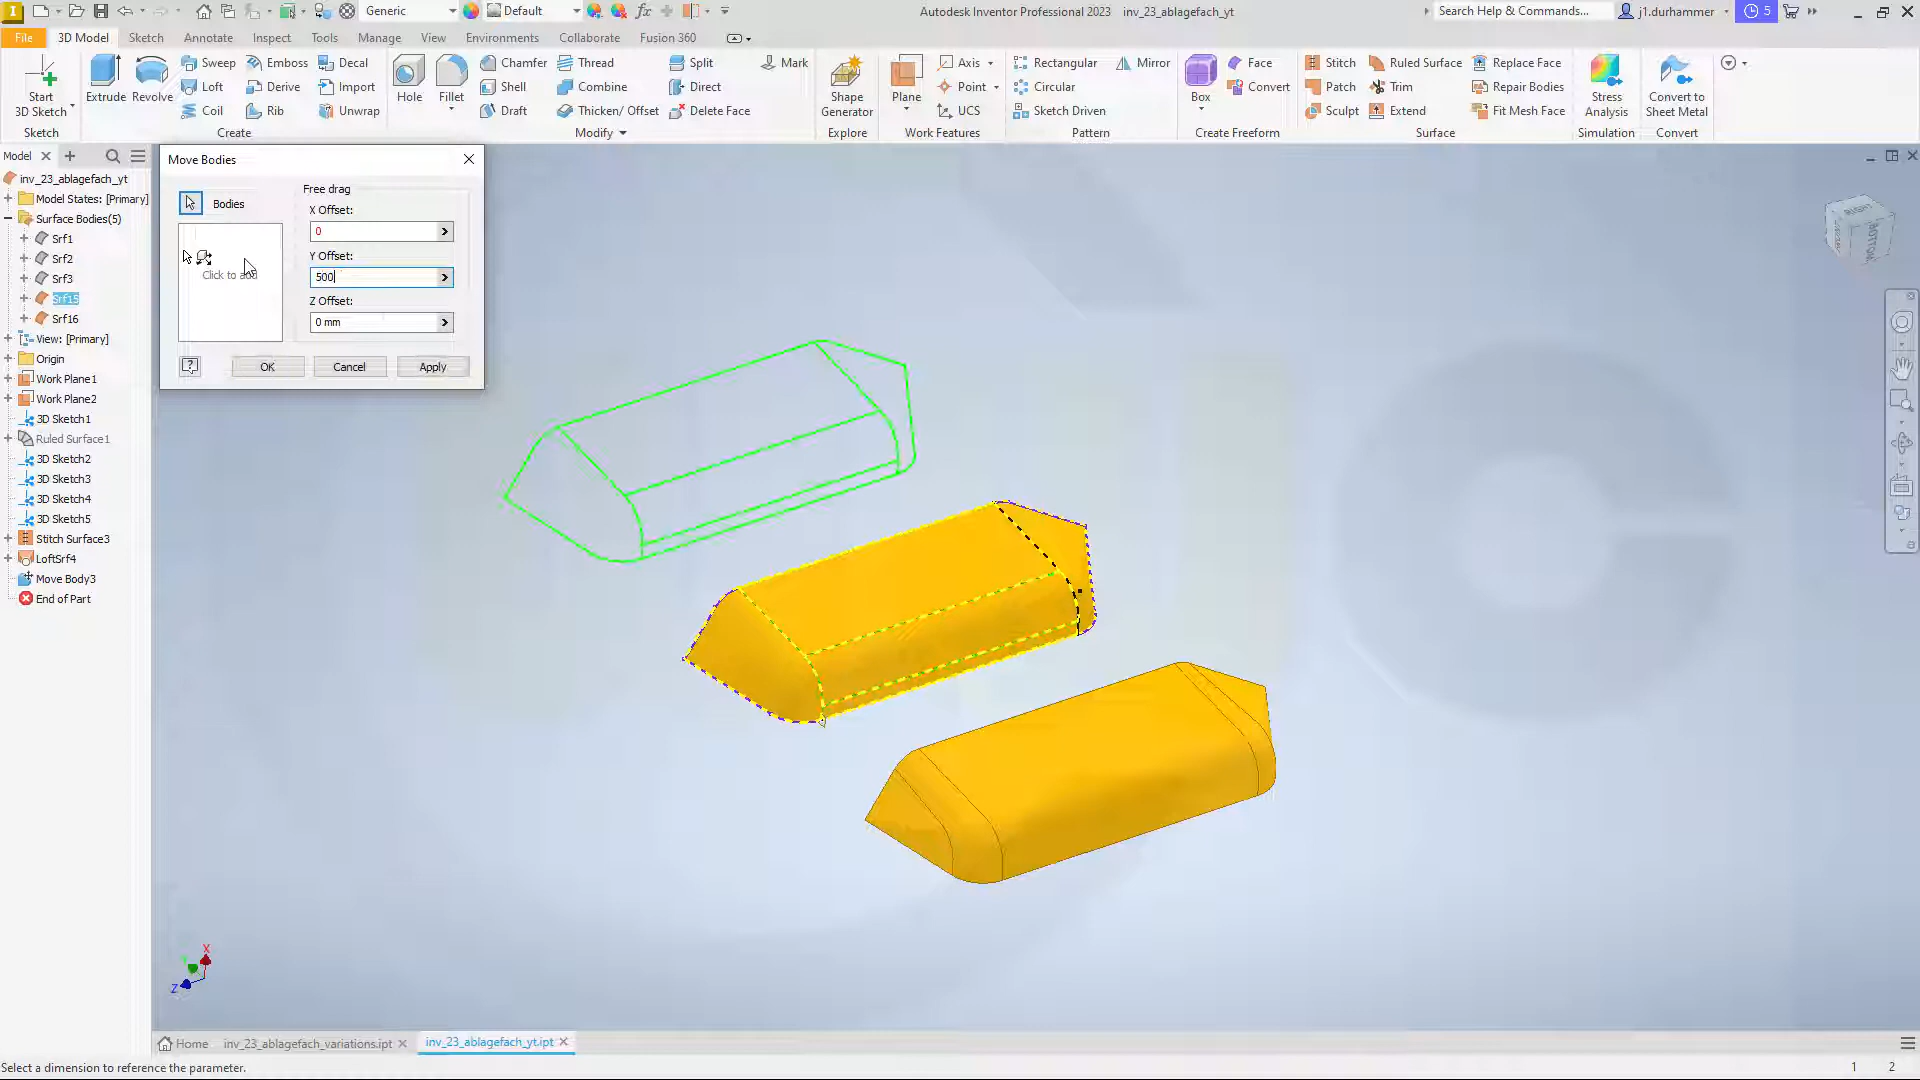 Generic
Default
Autodesk Inventor Professional 2023 inv_23_ablagefach_yt
Search Help & Commands...
j1.durhammer
5
File
3D Model
Sketch
Annotate
Inspect
Tools
Manage
View
Environments
Collaborate
Fusion 360
Start
3D Sketch
Extrude
Revolve
Sweep
Loft
Coil
Emboss
Derive
Rib
Decal
Import
Unwrap
Hole
Fillet
Chamfer
Shell
Draft
Thread
Combine
Thicken/ Offset
Split
Direct
Delete Face
Mark
Shape
Generator
Plane
Axis
Point
UCS
Rectangular
Circular
Sketch Driven
Mirror
Box
Face
Convert
Stitch
Patch
Sculpt
Ruled Surface
Trim
Extend
Replace Face
Repair Bodies
Fit Mesh Face
Stress
Analysis
Convert to
Sheet Metal
Sketch
Create
Modify
Explore
Work Features
Pattern
Create Freeform
Surface
Simulation
Convert
Model
inv_23_ablagefach_yt
Model States: [Primary]
Surface Bodies(5)
Srf1
Srf2
Srf3
Srf15
Srf16
View: [Primary]
Origin
Work Plane1
Work Plane2
3D Sketch1
Ruled Surface1
3D Sketch2
3D Sketch3
3D Sketch4
3D Sketch5
Stitch Surface3
LoftSrf4
Move Body3
End of Part
Move Bodies
Bodies
Click to add
Free drag
X Offset:
0
Y Offset:
500
Z Offset:
0 mm
OK
Cancel
Apply
RIGHT
BOTTOM
X
Y
Z
Home
inv_23_ablagefach_variations.ipt
inv_23_ablagefach_yt.ipt
Select a dimension to reference the parameter.
1
2